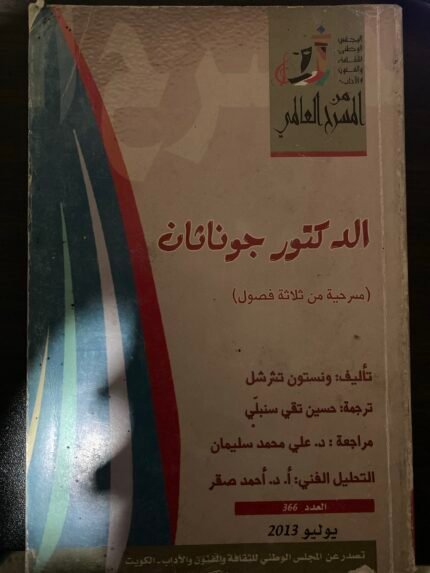 المجلس
الوطني
للثقافة
والفنون
والآداب
من
المسرح العالمي
الدكتور جوناثان
(مسرحية من ثلاثة فصول)
تأليف: ونستون تشرشل
ترجمة: حسين تقي سنبلّي
مراجعة: د. علي محمد سليمان
التحليل الفني: أ. د. أحمد صقر
العدد 366
يوليو 2013
تصدر عن المجلس الوطني للثقافة والفنون والآداب - الكويت